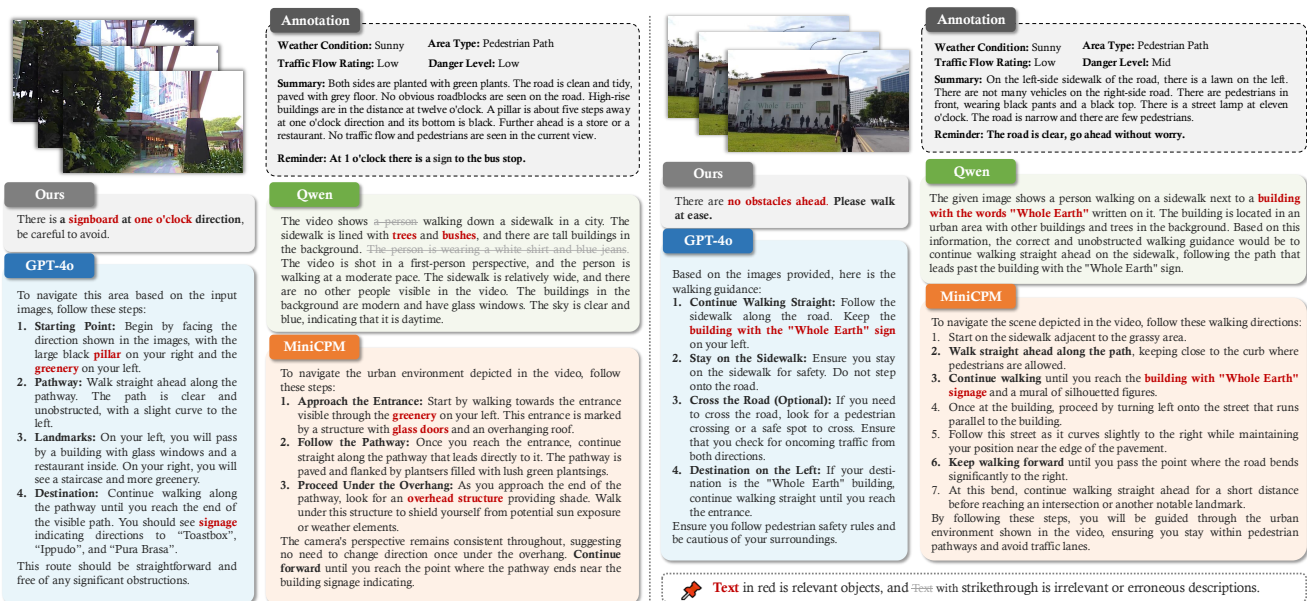 Annotation
Weather Condition: Sunny Area Type: Pedestrian Path
Traffic Flow Rating: Low Danger Level: Low
Summary: Both sides are planted with green plants. The road is clean and tidy,
paved with grey floor. No obvious roadblocks are seen on the road. High-rise
buildings are in the distance at twelve o'clock. A pillar is about five steps away
at one o'clock direction and its bottom is black. Further ahead is a store or a
restaurant. No traffic flow and pedestrians are seen in the current view.
Reminder: At 1 o'clock there is a sign to the bus stop.
Ours
There is a signboard at one o'clock direction,
be careful to avoid.
GPT-4o
To navigate this area based on the input
images, follow these steps:
1. Starting Point: Begin by facing the
direction shown in the images, with the
large black pillar on your right and the
greenery on your left.
2. Pathway: Walk straight ahead along the
pathway. The path is clear and
unobstructed, with a slight curve to the
left.
3. Landmarks: On your left, you will pass
by a building with glass windows and a
restaurant inside. On your right, you will
see a staircase and more greenery.
4. Destination: Continue walking along
the pathway until you reach the end of
the visible path. You should see signage
indicating directions to “Toastbox”,
“Ippudo”, and “Pura Brasa”.
This route should be straightforward and
free of any significant obstructions.
Qwen
The video shows a person walking down a sidewalk in a city. The
sidewalk is lined with trees and bushes, and there are tall buildings in
the background. The person is wearing a white shirt and blue jeans.
The video is shot in a first-person perspective, and the person is
walking at a moderate pace. The sidewalk is relatively wide, and there
are no other people visible in the video. The buildings in the
background are modern and have glass windows. The sky is clear and
blue, indicating that it is daytime.
MiniCPM
To navigate the urban environment depicted in the video, follow
these steps:
1. Approach the Entrance: Start by walking towards the entrance
visible through the greenery on your left. This entrance is marked
by a structure with glass doors and an overhanging roof.
2. Follow the Pathway: Once you reach the entrance, continue
straight along the pathway that leads directly to it. The pathway is
paved and flanked by plantsers filled with lush green plantsings.
3. Proceed Under the Overhang: As you approach the end of the
pathway, look for an overhead structure providing shade. Walk
under this structure to shield yourself from potential sun exposure
or weather elements.
The camera's perspective remains consistent throughout, suggesting
no need to change direction once under the overhang. Continue
forward until you reach the point where the pathway ends near the
building signage indicating.
Whole Earth
Annotation
Weather Condition: Sunny Area Type: Pedestrian Path
Traffic Flow Rating: Low Danger Level: Mid
Summary: On the left-side sidewalk of the road, there is a lawn on the left.
There are not many vehicles on the right-side road. There are pedestrians in
front, wearing black pants and a black top. There is a street lamp at eleven
o'clock. The road is narrow and there are few pedestrians.
Reminder: The road is clear, go ahead without worry.
Ours
There are no obstacles ahead. Please walk
at ease.
GPT-4o
Based on the images provided, here is the
walking guidance:
1. Continue Walking Straight: Follow the
sidewalk along the road. Keep the
building with the "Whole Earth" sign
on your left.
2. Stay on the Sidewalk: Ensure you stay
on the sidewalk for safety. Do not step
onto the road.
3. Cross the Road (Optional): If you need
to cross the road, look for a pedestrian
crossing or a safe spot to cross. Ensure
that you check for oncoming traffic from
both directions.
4. Destination on the Left: If your desti-
nation is the "Whole Earth" building,
continue walking straight until you reach
the entrance.
Ensure you follow pedestrian safety rules and
be cautious of your surroundings.
Qwen
The given image shows a person walking on a sidewalk next to a building
with the words "Whole Earth" written on it. The building is located in an
urban area with other buildings and trees in the background. Based on this
information, the correct and unobstructed walking guidance would be to
continue walking straight ahead on the sidewalk, following the path that
leads past the building with the "Whole Earth" sign.
MiniCPM
To navigate the scene depicted in the video, follow these walking directions:
1. Start on the sidewalk adjacent to the grassy area.
2. Walk straight ahead along the path, keeping close to the curb where
pedestrians are allowed.
3. Continue walking until you reach the building with "Whole Earth"
signage and a mural of silhouetted figures.
4. Once at the building, proceed by turning left onto the street that runs
parallel to the building.
5. Follow this street as it curves slightly to the right while maintaining
your position near the edge of the pavement.
6. Keep walking forward until you pass the point where the road bends
significantly to the right.
7. At this bend, continue walking straight ahead for a short distance
before reaching an intersection or another notable landmark.
By following these steps, you will be guided through the urban
environment shown in the video, ensuring you stay within pedestrian
pathways and avoid traffic lanes.
Text in red is relevant objects, and Text with strikethrough is irrelevant or erroneous descriptions.